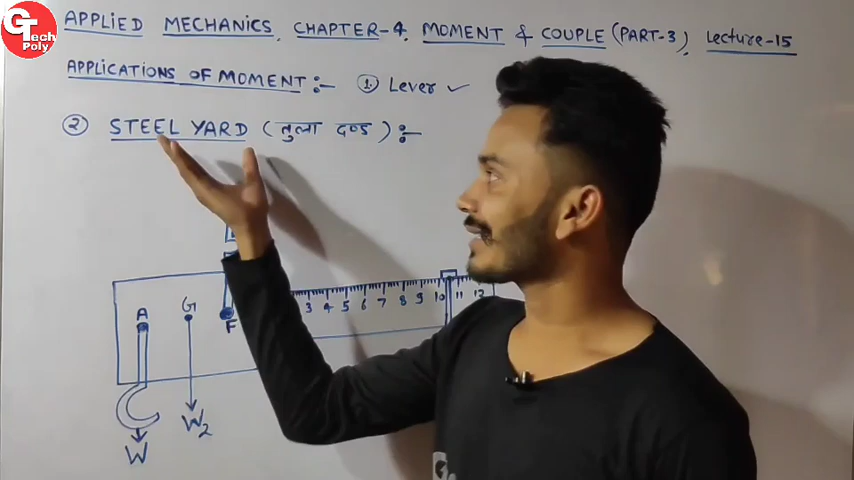 GTech Poly
APPLIED MECHANICS, CHAPTER-4, MOMENT & COUPLE (PART-3), Lecture-15
APPLICATIONS OF MOMENT :- ① Lever ✓
② STEEL YARD (तुला दण्ड) :-
3 4 5 6 7 8 9 10 11 12
A G F
W W2